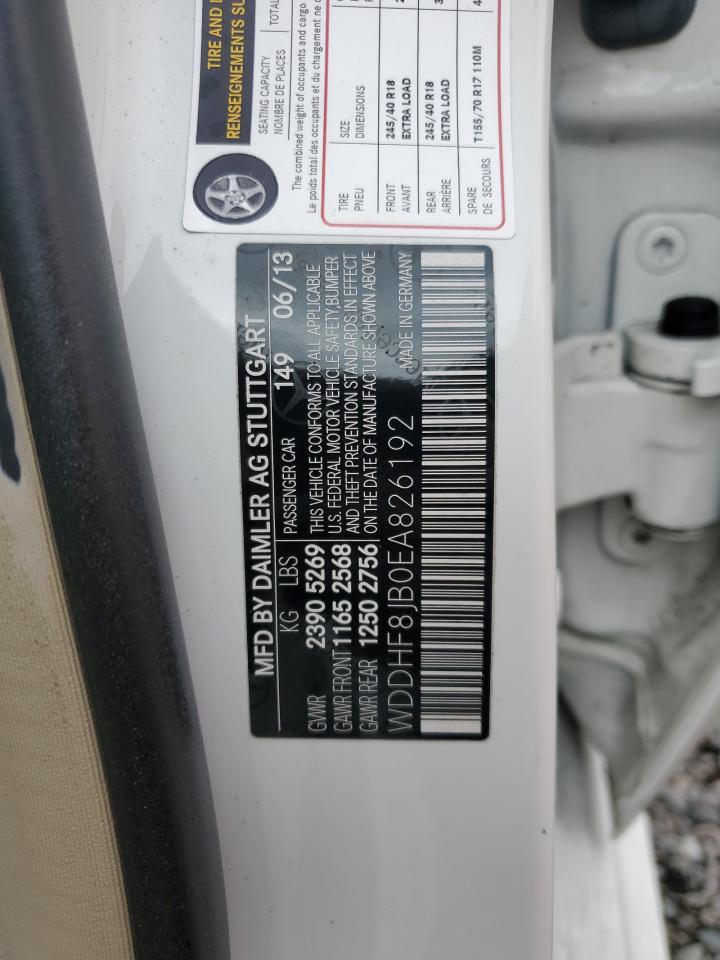 TIRE AND
RENSEIGNEMENTS
SEATING CAPACITY
NOMBRE DE PLACES
TOTAL
The combined weight of occupants and cargo
Le poids total des occupants et du chargement ne
TIRE SIZE
PNEU DIMENSIONS
FRONT 245/40 R18
AVANT EXTRA LOAD
REAR 245/40 R18
ARRIÈRE EXTRA LOAD
SPARE T155/70 R17 110M
DE SECOURS
MFD BY DAIMLER AG STUTTGART
KG LBS PASSENGER CAR 149 06/13
GVWR 2390 5269 THIS VEHICLE CONFORMS TO ALL APPLICABLE
U.S. FEDERAL MOTOR VEHICLE SAFETY,BUMPER
GAWR FRONT 1165 2568 AND THEFT PREVENTION STANDARDS IN EFFECT
GAWR REAR 1250 2756 ON THE DATE OF MANUFACTURE SHOWN ABOVE
WDDHF8JB0EA826192 MADE IN GERMANY